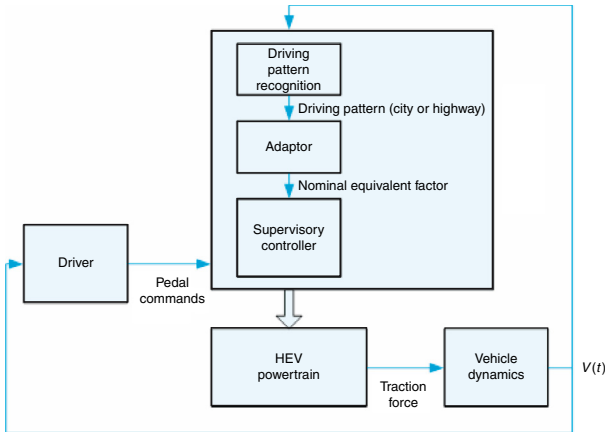 Driving
pattern
recognition
Driving pattern (city or highway)
Adaptor
Nominal equivalent factor
Supervisory
controller
Driver
Pedal
commands
HEV
powertrain
Traction
force
Vehicle
dynamics
V(t)